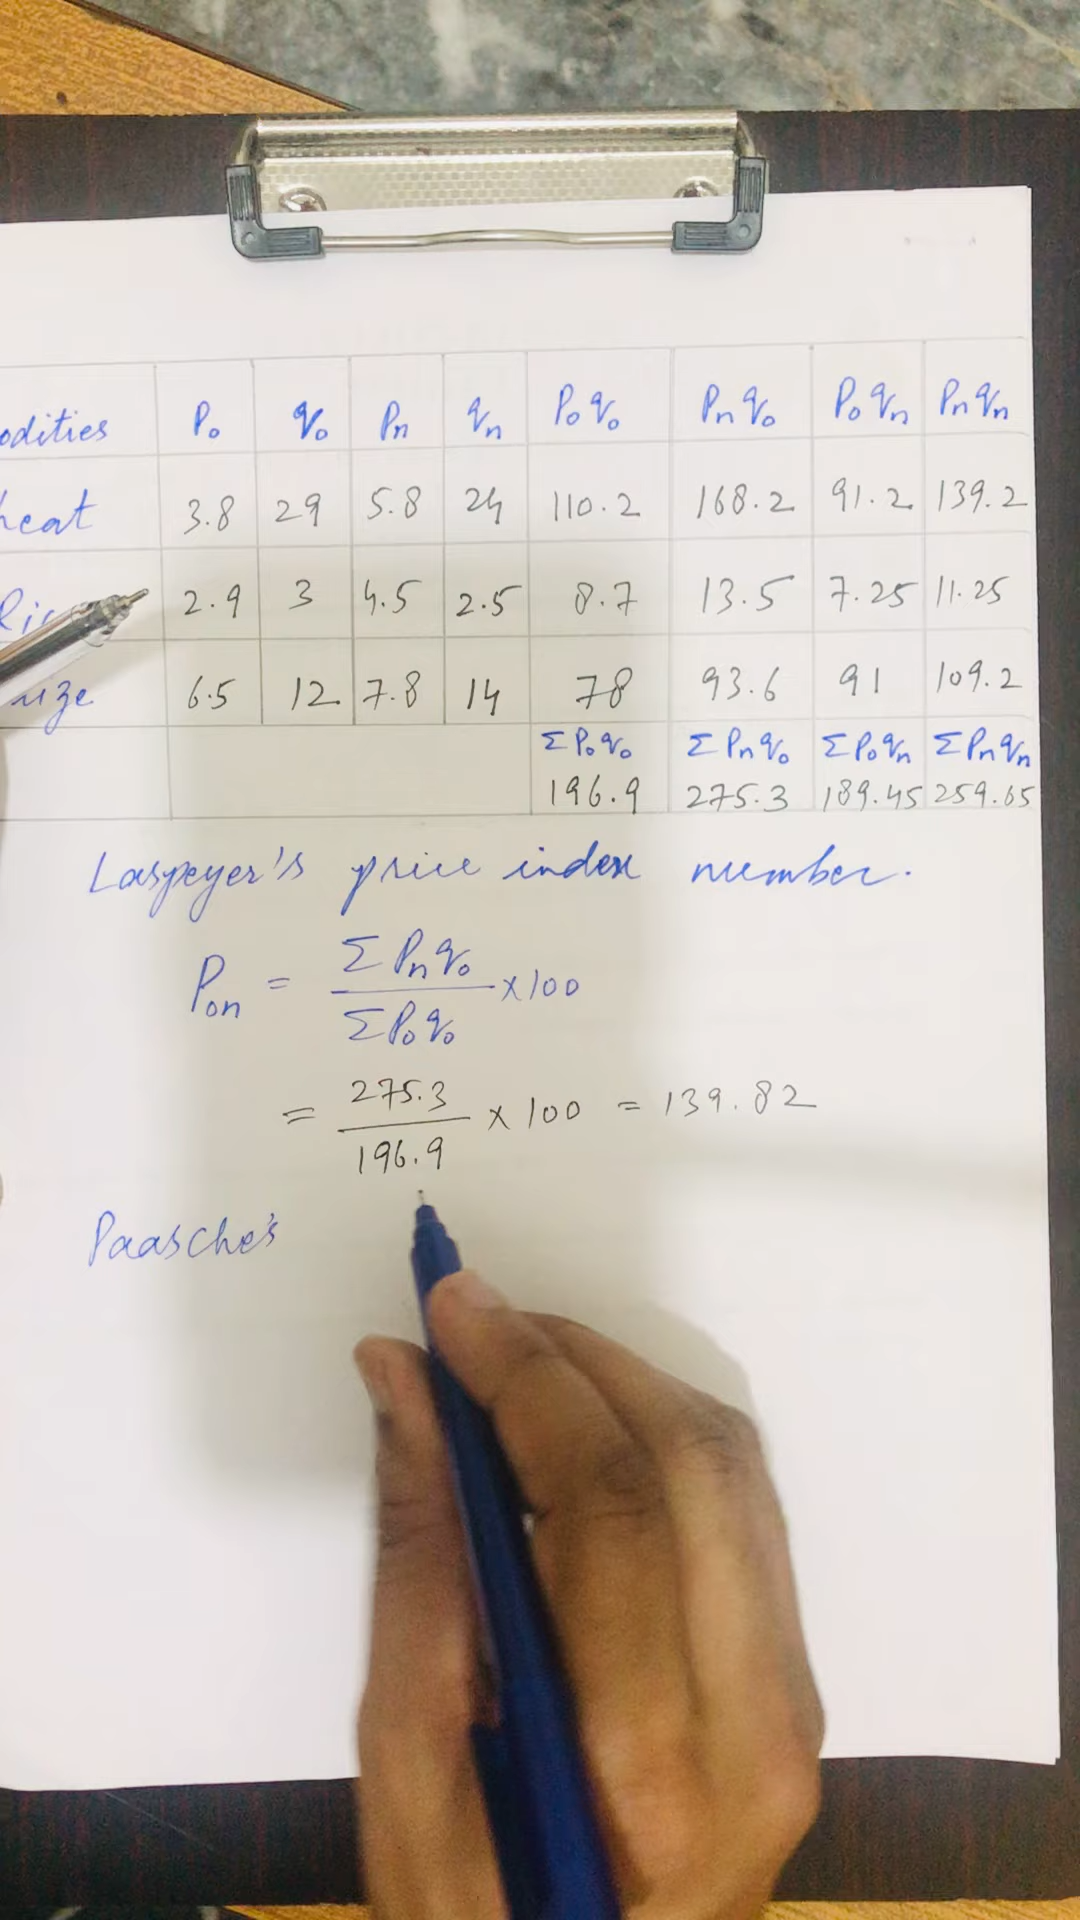 odities P₀ q₀ Pn qn P₀q₀ Pnq₀ P₀qn Pnqn
heat 3.8 29 5.8 24 110.2 168.2 91.2 139.2
Ric 2.9 3 4.5 2.5 8.7 13.5 7.25 11.25
ize 6.5 12 7.8 14 78 93.6 91 109.2
ΣP₀q₀ ΣPnq₀ ΣP₀qn ΣPnqn
196.9 275.3 189.45 259.65
Laspeyer's price index number.
Pon = ΣPnq₀ / ΣP₀q₀ ×100
= 275.3 / 196.9 × 100 = 139.82
Paasche's